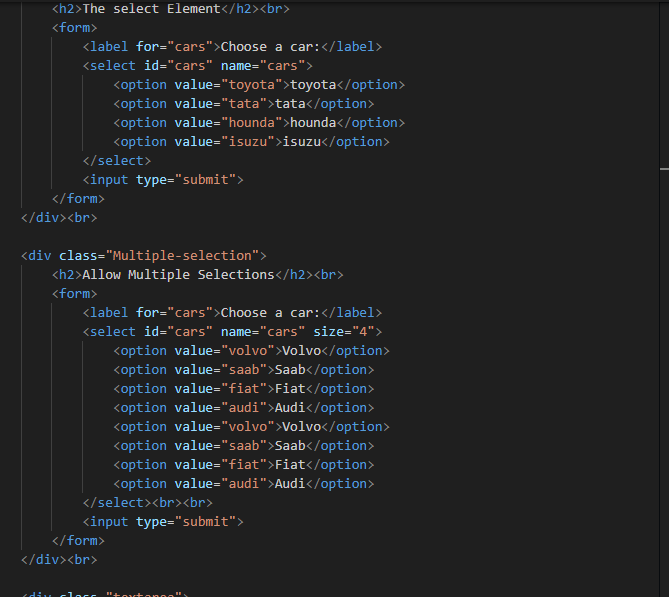 <h2>The select Element</h2><br>
<form>
<label for="cars">Choose a car:</label>
<select id="cars" name="cars">
<option value="toyota">toyota</option>
<option value="tata">tata</option>
<option value="hounda">hounda</option>
<option value="isuzu">isuzu</option>
</select>
<input type="submit">
</form>
</div><br>
<div class="Multiple-selection">
<h2>Allow Multiple Selections</h2><br>
<form>
<label for="cars">Choose a car:</label>
<select id="cars" name="cars" size="4">
<option value="volvo">Volvo</option>
<option value="saab">Saab</option>
<option value="fiat">Fiat</option>
<option value="audi">Audi</option>
<option value="volvo">Volvo</option>
<option value="saab">Saab</option>
<option value="fiat">Fiat</option>
<option value="audi">Audi</option>
</select><br><br>
<input type="submit">
</form>
</div><br>
<div class="textarea">